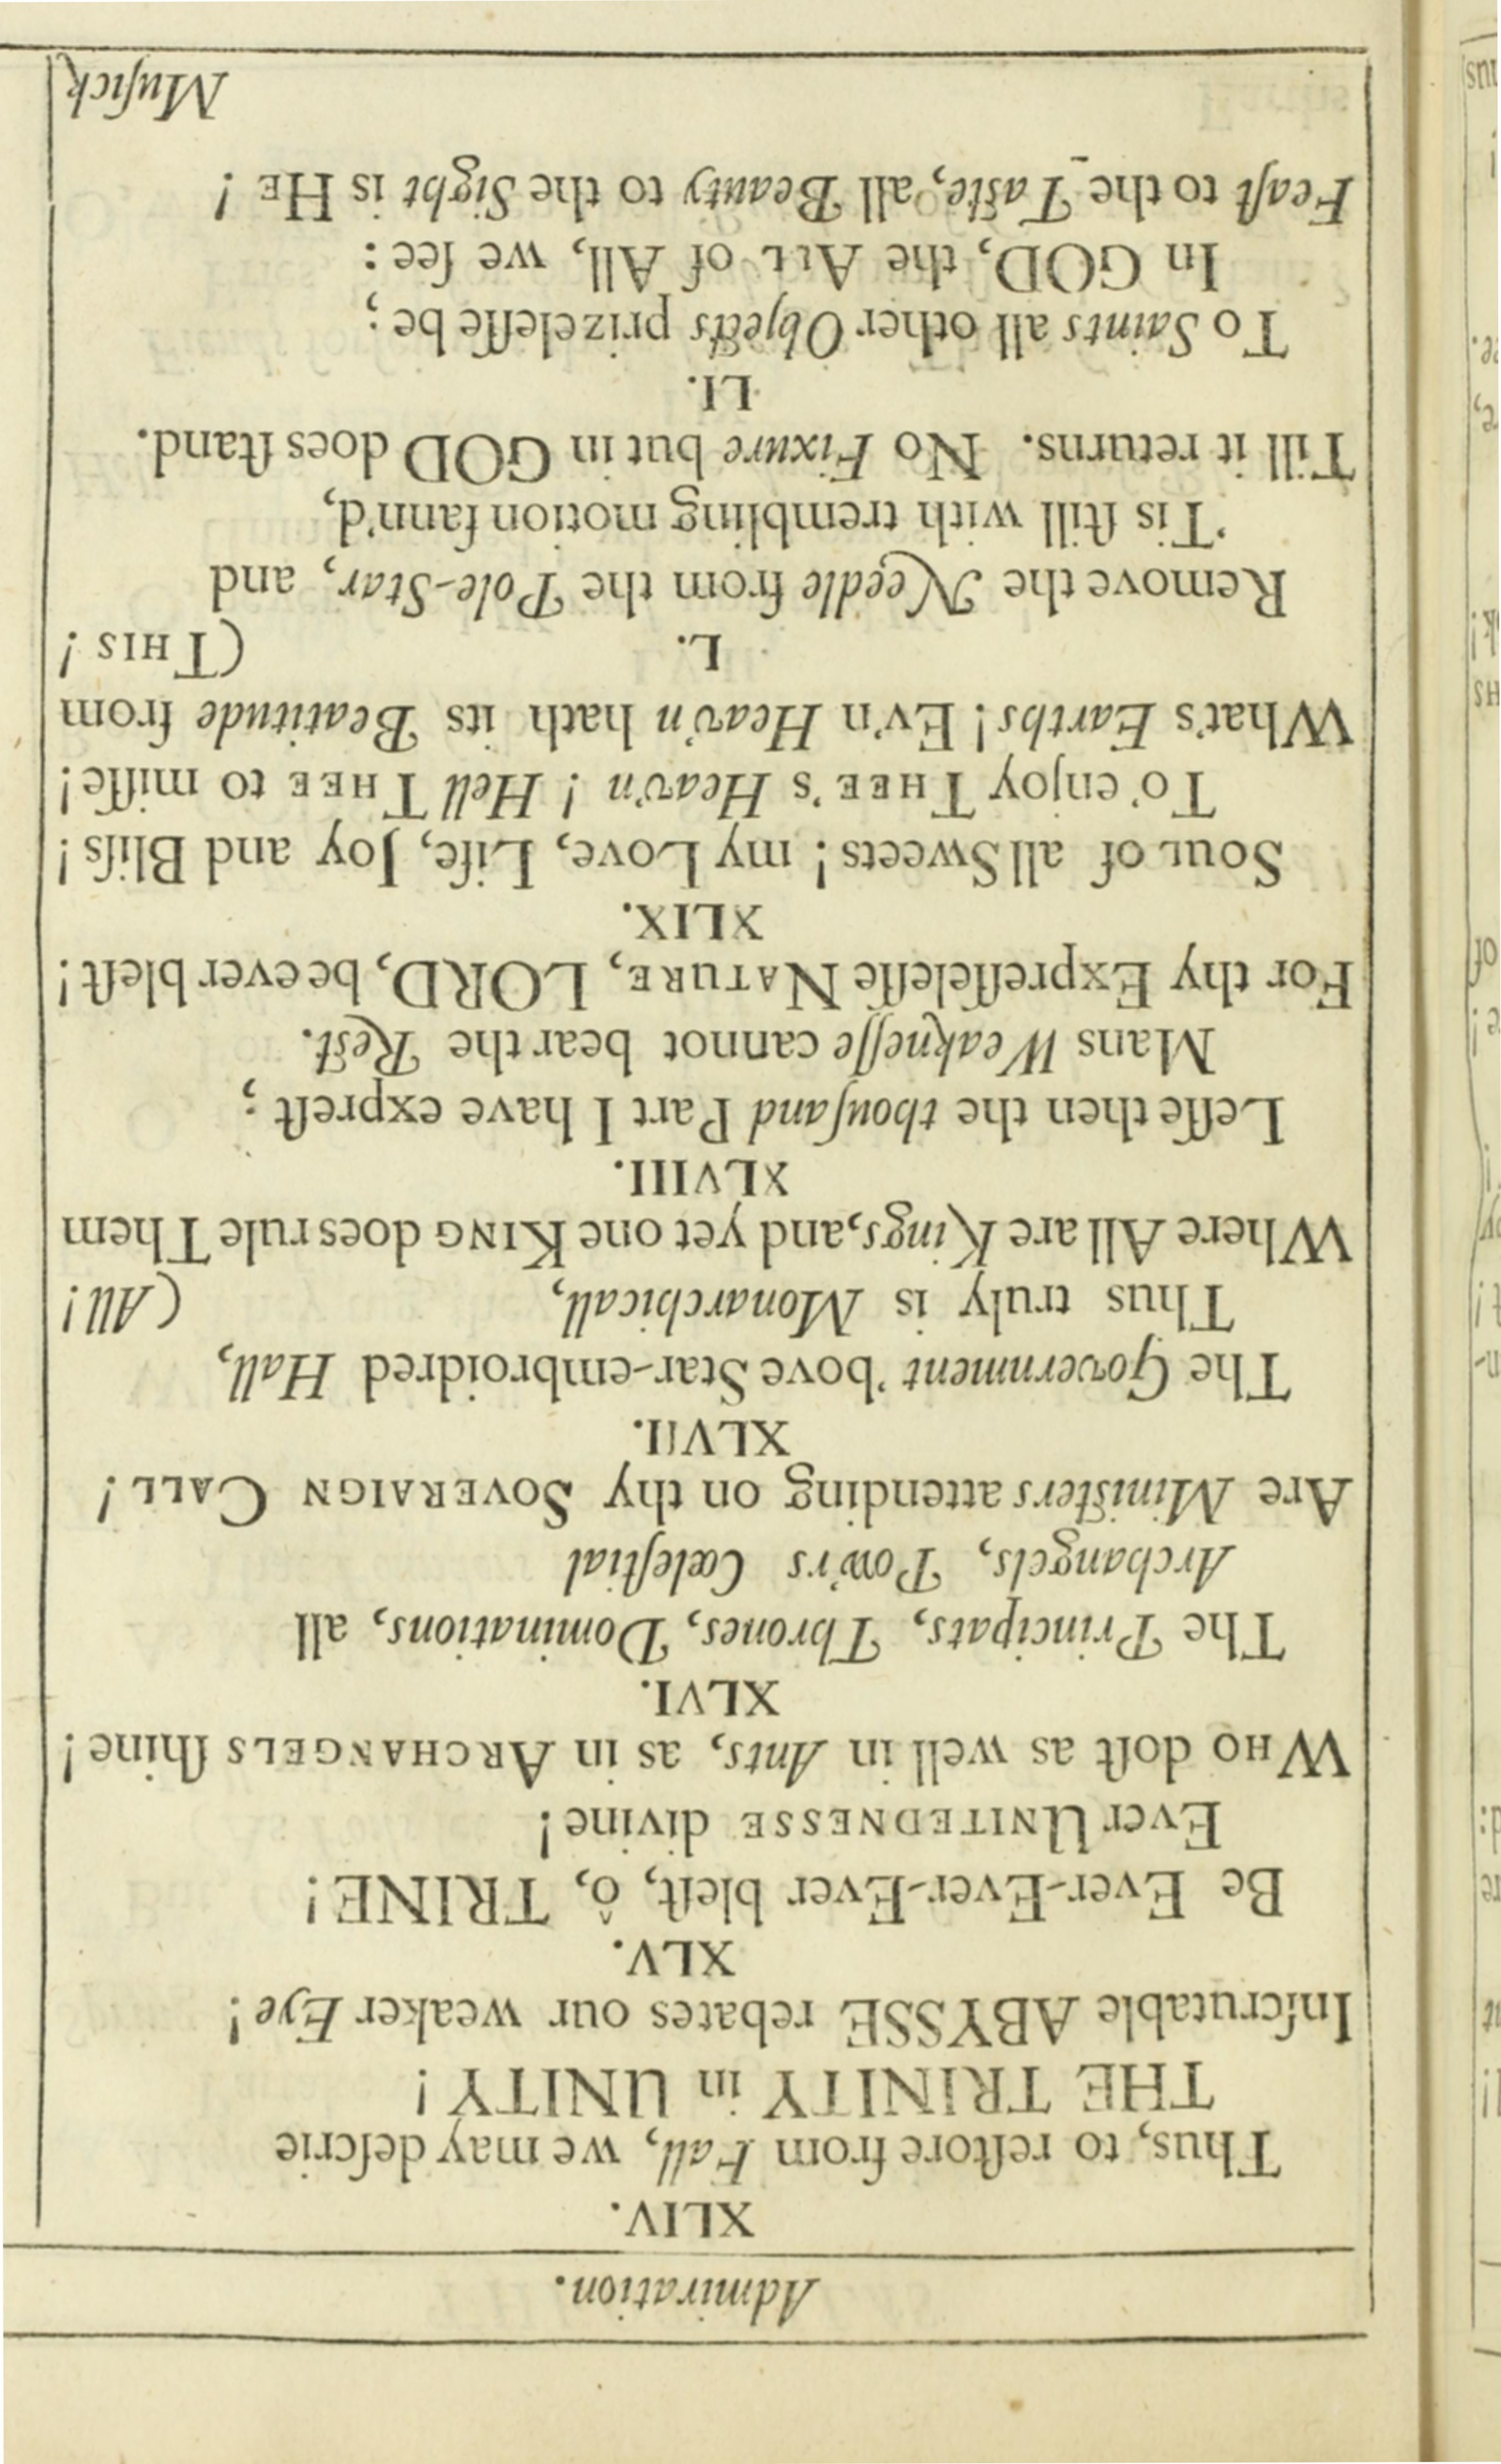 Admiration.
XLIV.
Thus, to reſtore from Fall, we may deſcrie
THE TRINITY in UNITY!
Inſcrutable ABYSSE rebates our weaker Eye!
XLV.
Be Ever-Ever-Ever bleſt, ô, TRINE!
Ever UNITEDNESSE divine!
WHO doſt as well in Ants, as in ARCHANGELS ſhine!
XLVI.
The Principats, Thrones, Dominations, all
Archangels, Pow'rs Cœleſtial
Are Miniſters attending on thy SOVERAIGN CALL!
XLVII.
The Government 'bove Star-embroidred Hall,
Thus truly is Monarchicall, (All!
Where All are Kings, and yet one KING does rule Them
XLVIII.
Leſſe then the thouſand Part I have expreſt;
Mans Weakneſſe cannot bear the Reſt.
For thy Expreſſeleſſe NATURE, LORD, be ever bleſt!
XLIX.
SOUL of all Sweets! my Love, Life, Joy and Bliſs!
To'enjoy THEE's Heav'n! Hell THEE to miſſe!
What's Earths! Ev'n Heav'n hath its Beatitude from
L. (THIS!
Remove the Needle from the Pole-Star, and
'Tis ſtill with trembling motion fann'd,
Till it returns. No Fixure but in GOD does ſtand.
LI.
To Saints all other Objects prizeleſſe be;
In GOD, the ALL of All, we ſee:
Feaſt to the Taſte, all Beauty to the Sight is HE!
Muſick